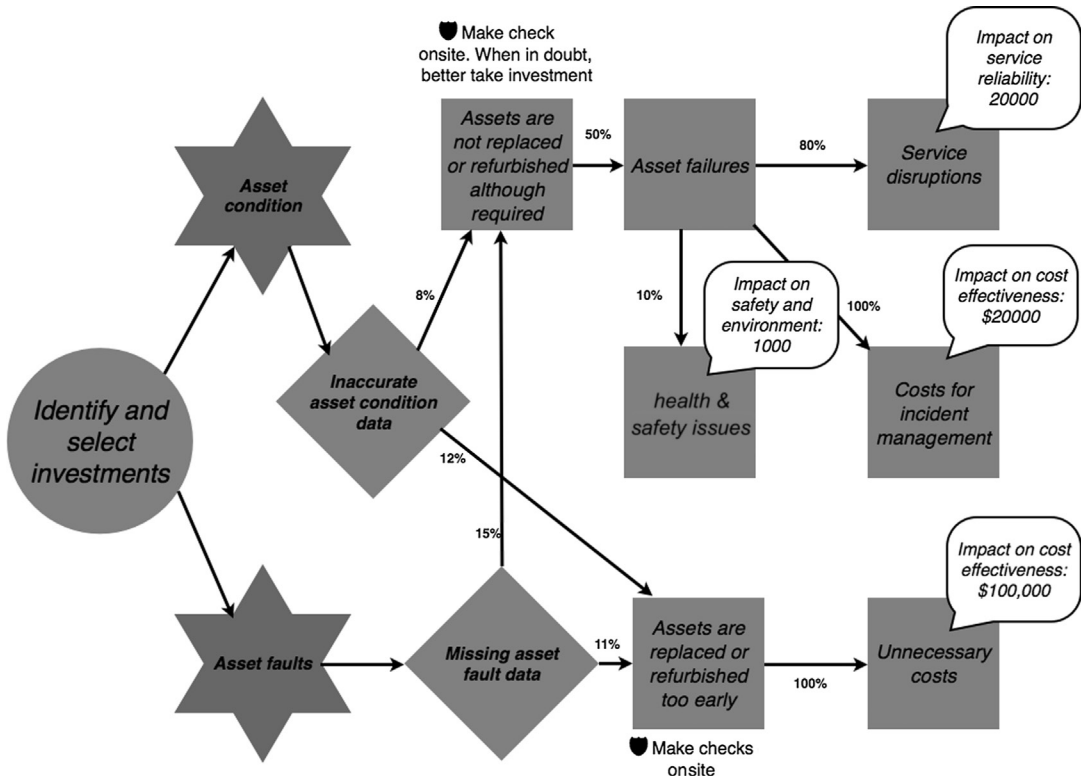 Make check
onsite. When in doubt,
better take investment
Impact on
service
reliability:
20000
Asset
condition
Assets are
not replaced
or refurbished
although
required
50%
Asset failures
80%
Service
disruptions
8%
10%
Impact on
safety and
environment:
1000
100%
Impact on cost
effectiveness:
$20000
Identify and
select
investments
Inaccurate
asset condition
data
health &
safety issues
Costs for
incident
management
12%
15%
Impact on cost
effectiveness:
$100,000
Asset faults
Missing asset
fault data
11%
Assets are
replaced or
refurbished
too early
100%
Unnecessary
costs
Make checks
onsite